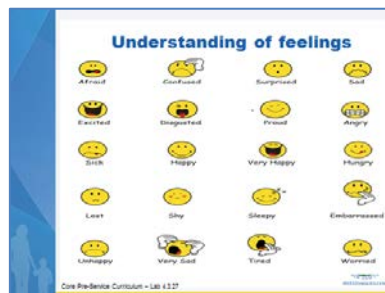 Understanding of feelings
Afraid Confused Surprised Sad
Excited Disgusted Proud Angry
Sick Happy Very Happy Hungry
Lost Shy Sleepy Embarrassed
Unhappy Very Sad Tired Worried
Core Pre-Service Curriculum – Lab 4.3.27